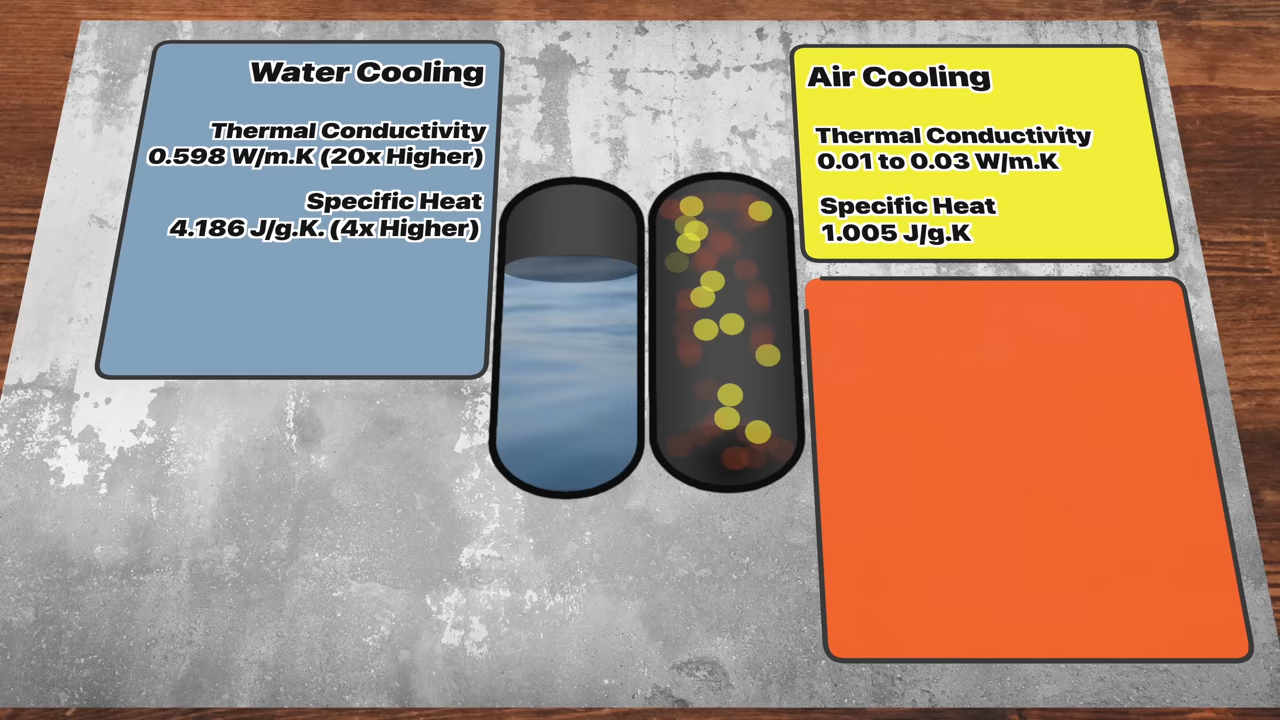 Water Cooling
Thermal Conductivity
0.598 W/m.K (20x Higher)
Specific Heat
4.186 J/g.K. (4x Higher)
Air Cooling
Thermal Conductivity
0.01 to 0.03 W/m.K
Specific Heat
1.005 J/g.K